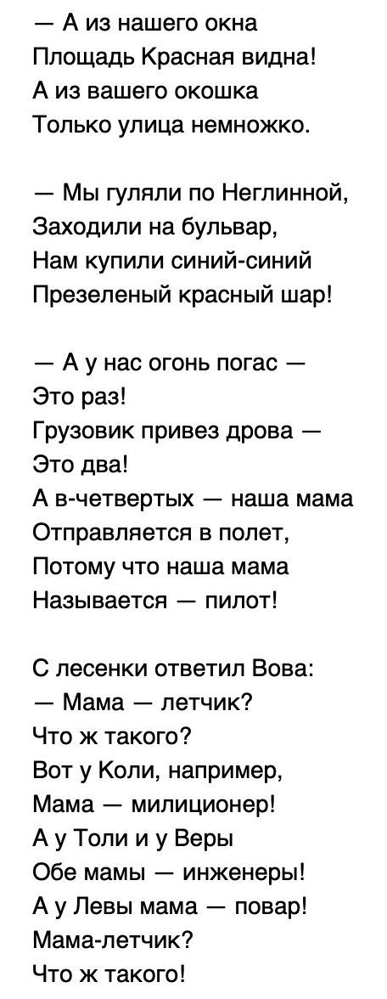 — А из нашего окна
Площадь Красная видна!
А из вашего окошка
Только улица немножко.

— Мы гуляли по Неглинной,
Заходили на бульвар,
Нам купили синий-синий
Презеленый красный шар!

— А у нас огонь погас —
Это раз!
Грузовик привез дрова —
Это два!
А в-четвертых — наша мама
Отправляется в полет,
Потому что наша мама
Называется — пилот!

С лесенки ответил Вова:
— Мама — летчик?
Что ж такого?
Вот у Коли, например,
Мама — милиционер!
А у Толи и у Веры
Обе мамы — инженеры!
А у Левы мама — повар!
Мама-летчик?
Что ж такого!